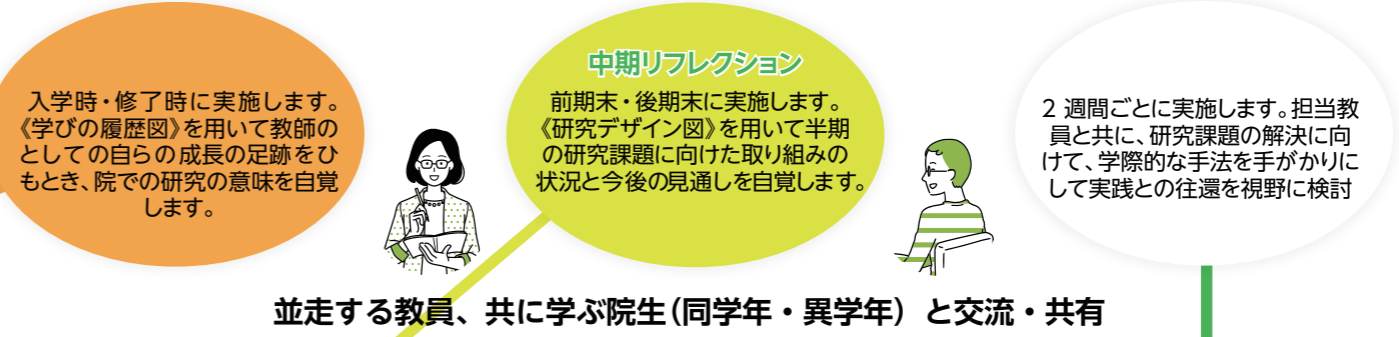 入学時・修了時に実施します。
《学びの履歴図》を用いて教師の
としての自らの成長の足跡をひ
もとき、院での研究の意味を自覚
します。
中期リフレクション
前期末・後期末に実施します。
《研究デザイン図》を用いて半期
の研究課題に向けた取り組みの
状況と今後の見通しを自覚します。
2 週間ごとに実施します。担当教
員と共に、研究課題の解決に向
けて、学際的な手法を手がかりに
して実践との往還を視野に検討
並走する教員、共に学ぶ院生(同学年・異学年）と交流・共有